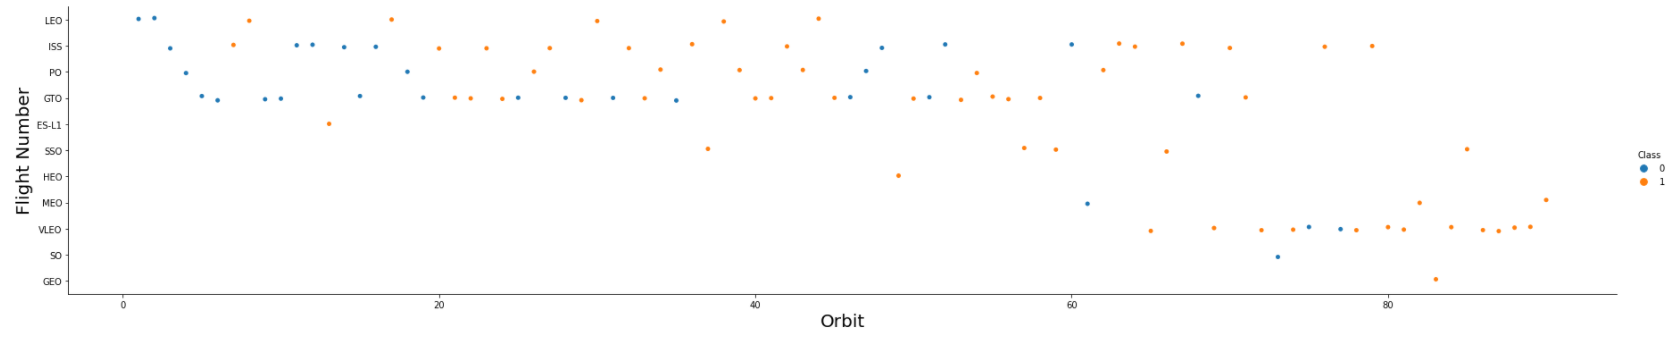 LEO
ISS
PO
GTO
ES-L1
SSO
HEO
MEO
VLEO
SO
GEO
Flight Number
0 20 40 60 80
Orbit
Class
0
1